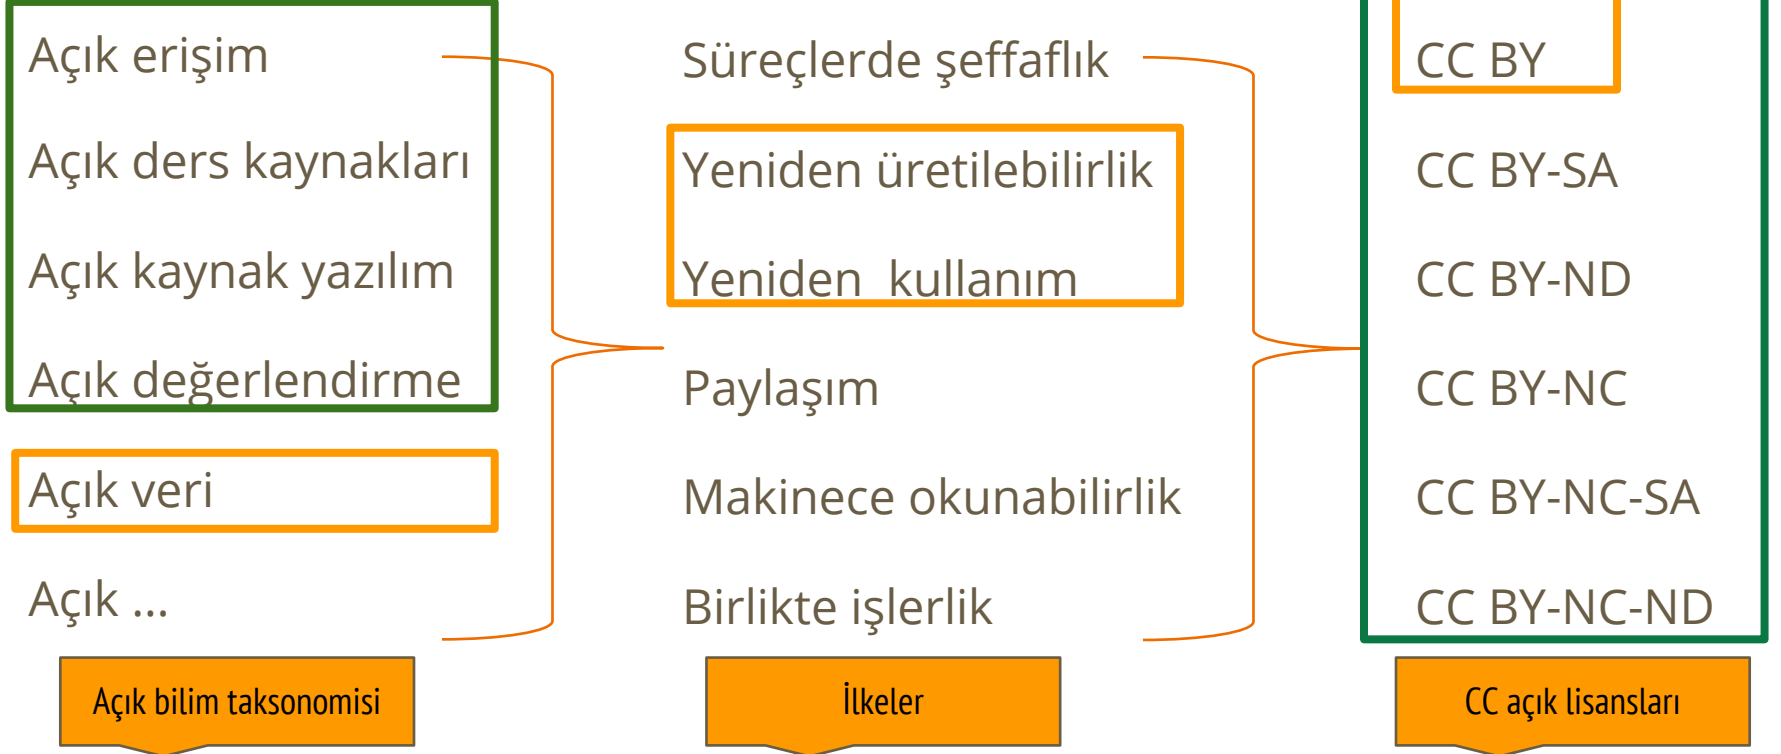 Açık erişim
Açık ders kaynakları
Açık kaynak yazılım
Açık değerlendirme
Açık veri
Açık ...
Açık bilim taksonomisi
Süreçlerde şeffaflık
Yeniden üretilebilirlik
Yeniden kullanım
Paylaşım
Makinece okunabilirlik
Birlikte işlerlik
İlkeler
CC BY
CC BY-SA
CC BY-ND
CC BY-NC
CC BY-NC-SA
CC BY-NC-ND
CC açık lisansları